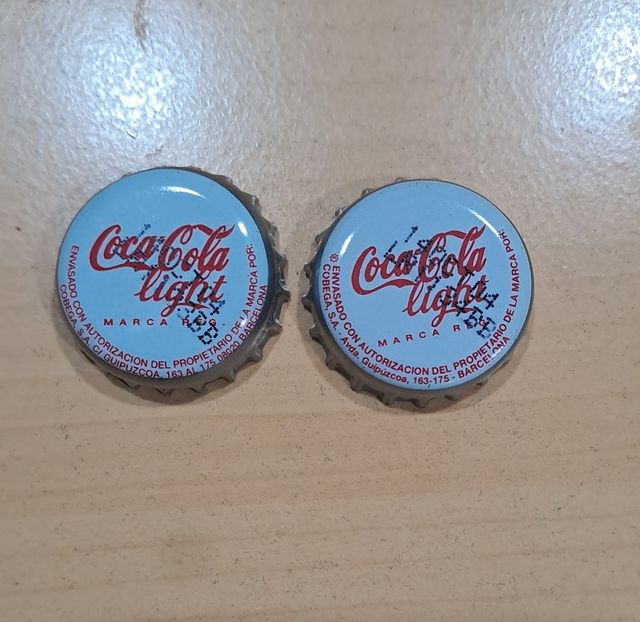 Coca-Cola
light
MARCA
ENVASADO CON AUTORIZACION DEL PROPIETARIO DE LA MARCA POR:
COBEGA, S.A. C/ GUIPUZCOA, 163 AL 175 BARCELONA
Coca-Cola
light
MARCA
® ENVASADO CON AUTORIZACION DEL PROPIETARIO DE LA MARCA POR:
COBEGA S.A. Avda. Guipuzcoa, 163-175 - BARCELONA